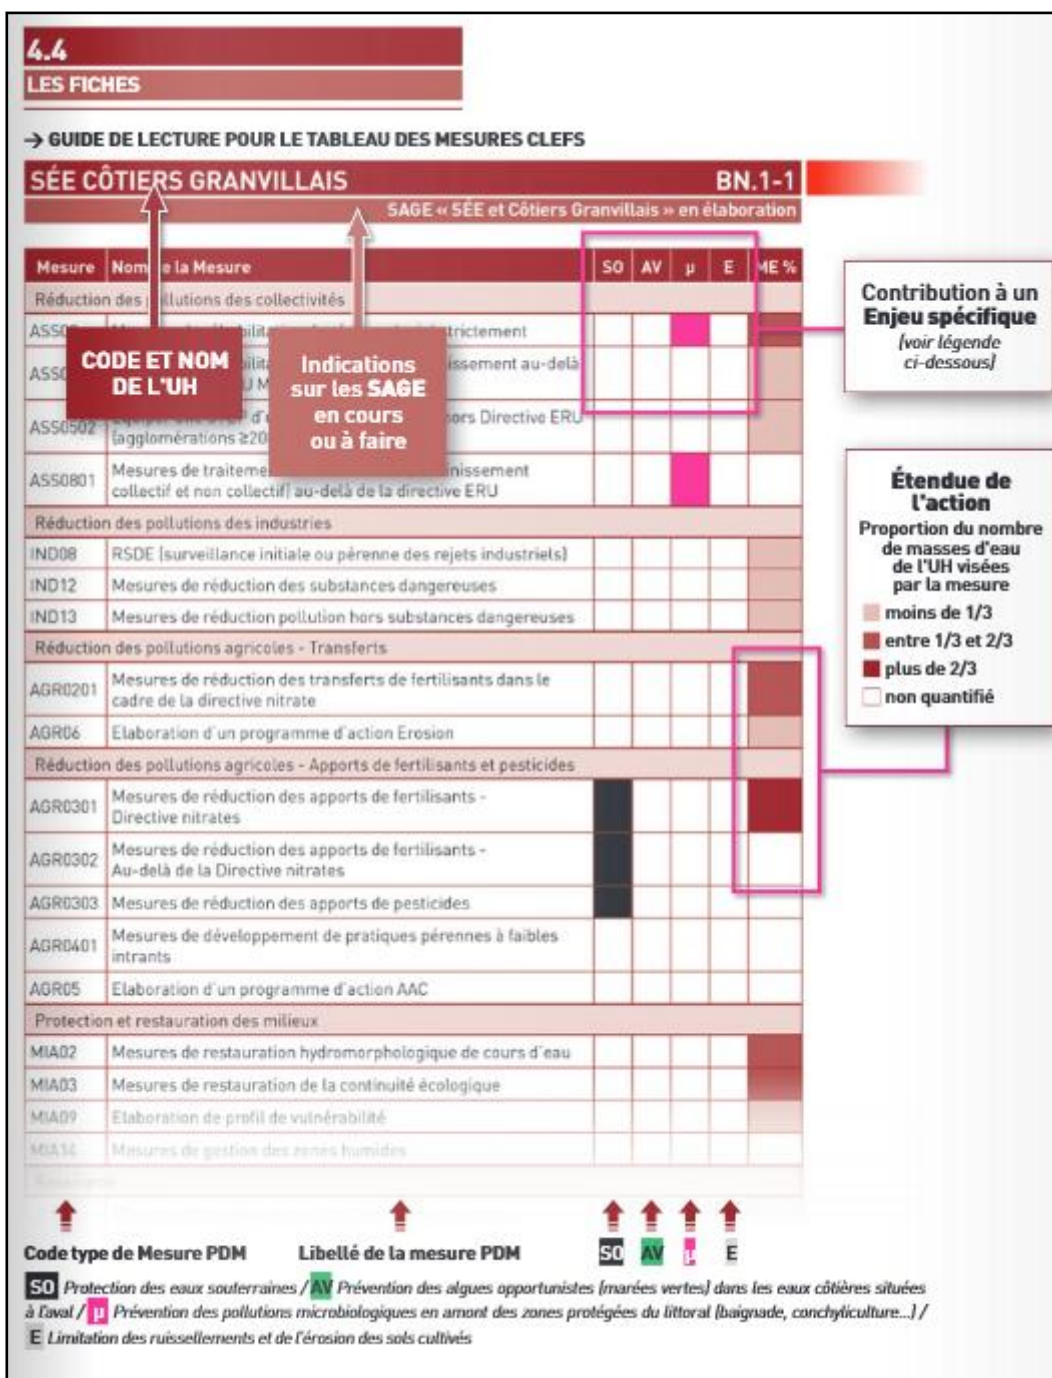 4.4
LES FICHES
→ GUIDE DE LECTURE POUR LE TABLEAU DES MESURES CLEFS
SÉE CÔTIERS GRANVILLAIS BN.1-1
SAGE « SÉE et Côtiers Granvillais » en élaboration
Mesure Nom la Mesure SO AV µ E ME %
Réduction des pollutions des collectivités
strictement
CODE ET NOM
DE L'UH
Indications
sur les SAGE
en cours
ou à faire
issement au-delà
ASS0502 hors Directive ERU
(agglomérations ≥20
ASS0801 Mesures de traiteme inissement
collectif et non collectif) au-delà de la directive ERU
Réduction des pollutions des industries
IND08 RSDE (surveillance initiale ou pérenne des rejets industriels)
IND12 Mesures de réduction des substances dangereuses
IND13 Mesures de réduction pollution hors substances dangereuses
Réduction des pollutions agricoles - Transferts
AGR0201 Mesures de réduction des transferts de fertilisants dans le
cadre de la directive nitrate
AGR06 Elaboration d'un programme d'action Erosion
Réduction des pollutions agricoles - Apports de fertilisants et pesticides
AGR0301 Mesures de réduction des apports de fertilisants -
Directive nitrates
AGR0302 Mesures de réduction des apports de fertilisants -
Au-delà de la Directive nitrates
AGR0303 Mesures de réduction des apports de pesticides
AGR0401 Mesures de développement de pratiques pérennes à faibles
intrants
AGR05 Elaboration d'un programme d'action AAC
Protection et restauration des milieux
MIA02 Mesures de restauration hydromorphologique de cours d'eau
MIA03 Mesures de restauration de la continuité écologique
MIA09 Elaboration de profil de vulnérabilité
MIA14 Mesures de gestion des zones humides
Contribution à un
Enjeu spécifique
(voir légende
ci-dessous)
Étendue de
l'action
Proportion du nombre
de masses d'eau
de l'UH visées
par la mesure
moins de 1/3
entre 1/3 et 2/3
plus de 2/3
non quantifié
Code type de Mesure PDM Libellé de la mesure PDM SO AV µ E
SO Protection des eaux souterraines / AV Prévention des algues opportunistes (marées vertes) dans les eaux côtières situées
à l'aval / µ Prévention des pollutions microbiologiques en amont des zones protégées du littoral (baignade, conchyliculture...) /
E Limitation des ruissellements et de l'érosion des sols cultivés